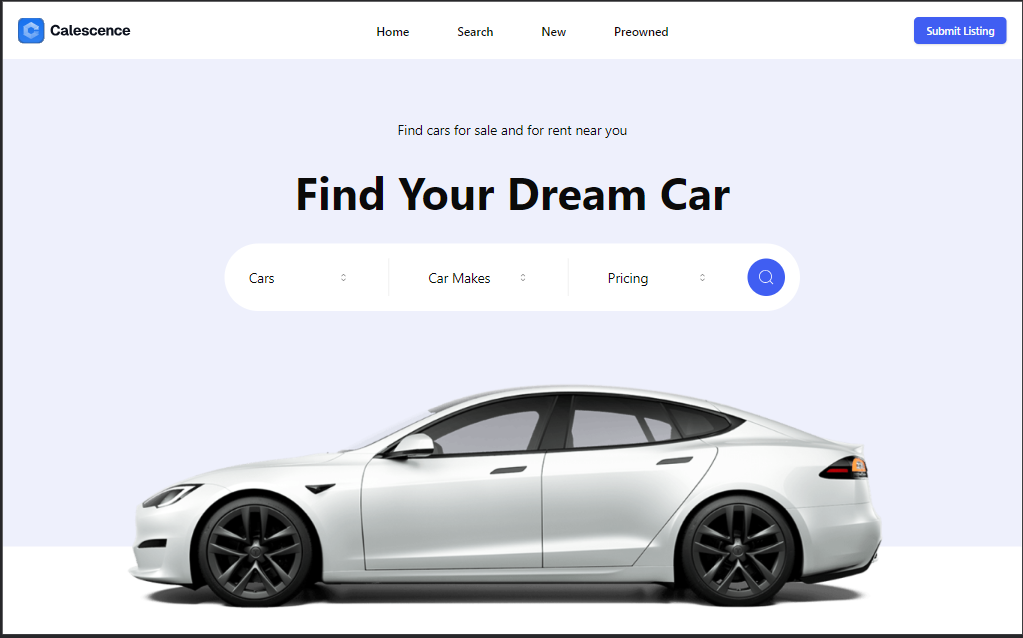 Calescence
Home Search New Preowned
Submit Listing
Find cars for sale and for rent near you
Find Your Dream Car
Cars Car Makes Pricing